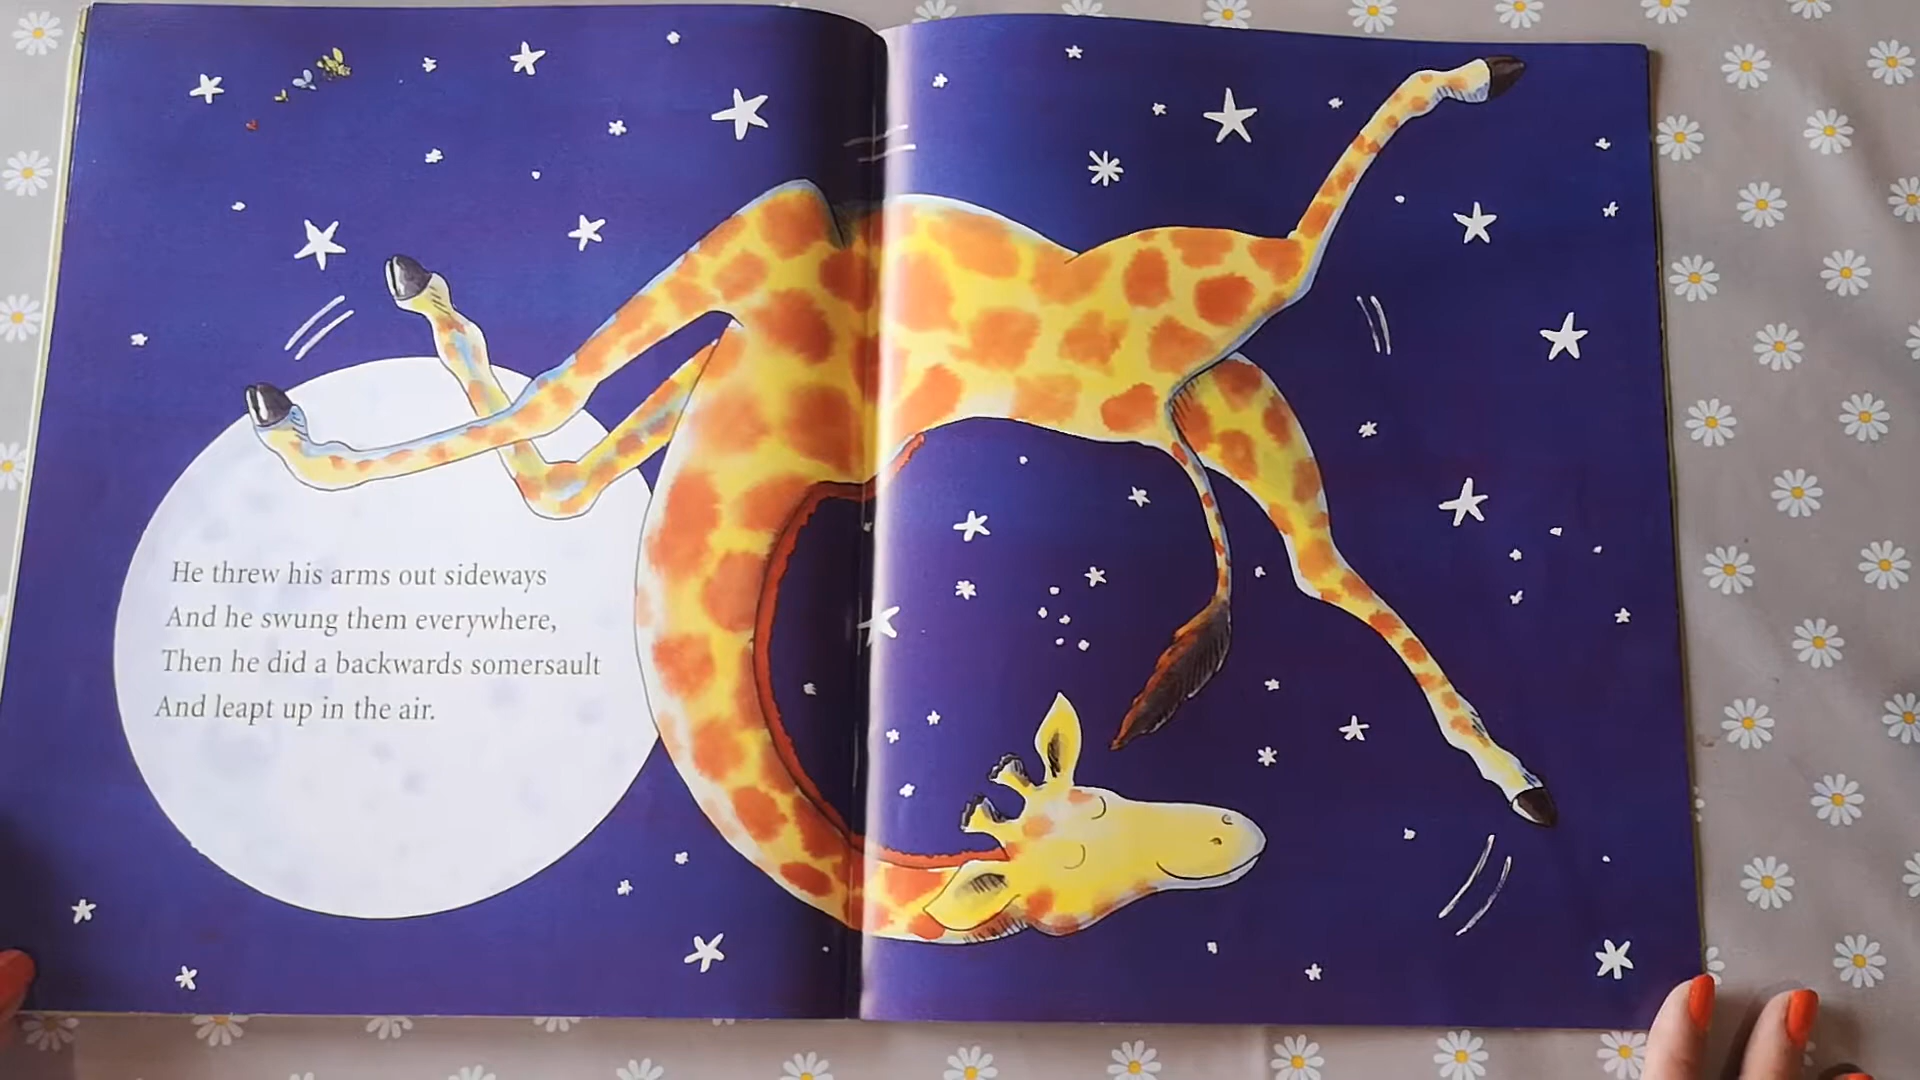 He threw his arms out sideways
And he swung them everywhere,
Then he did a backwards somersault
And leapt up in the air.